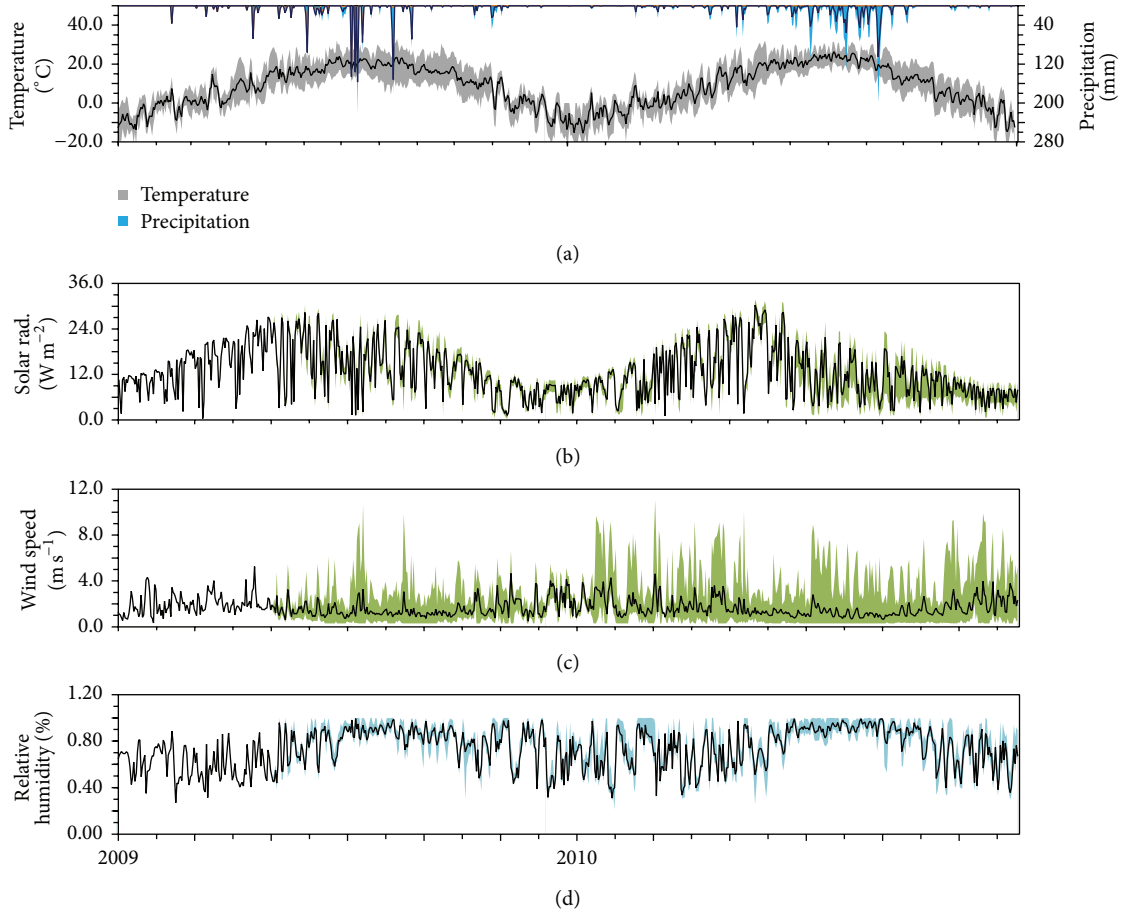 40.0
20.0
0.0
−20.0
Temperature
(°C)
40
120
200
280
Precipitation
(mm)
Temperature
Precipitation
(a)
36.0
24.0
12.0
0.0
Solar rad.
(W m−2)
(b)
12.0
8.0
4.0
0.0
Wind speed
(m s−1)
(c)
1.20
0.80
0.40
0.00
Relative
humidity (%)
2009
2010
(d)